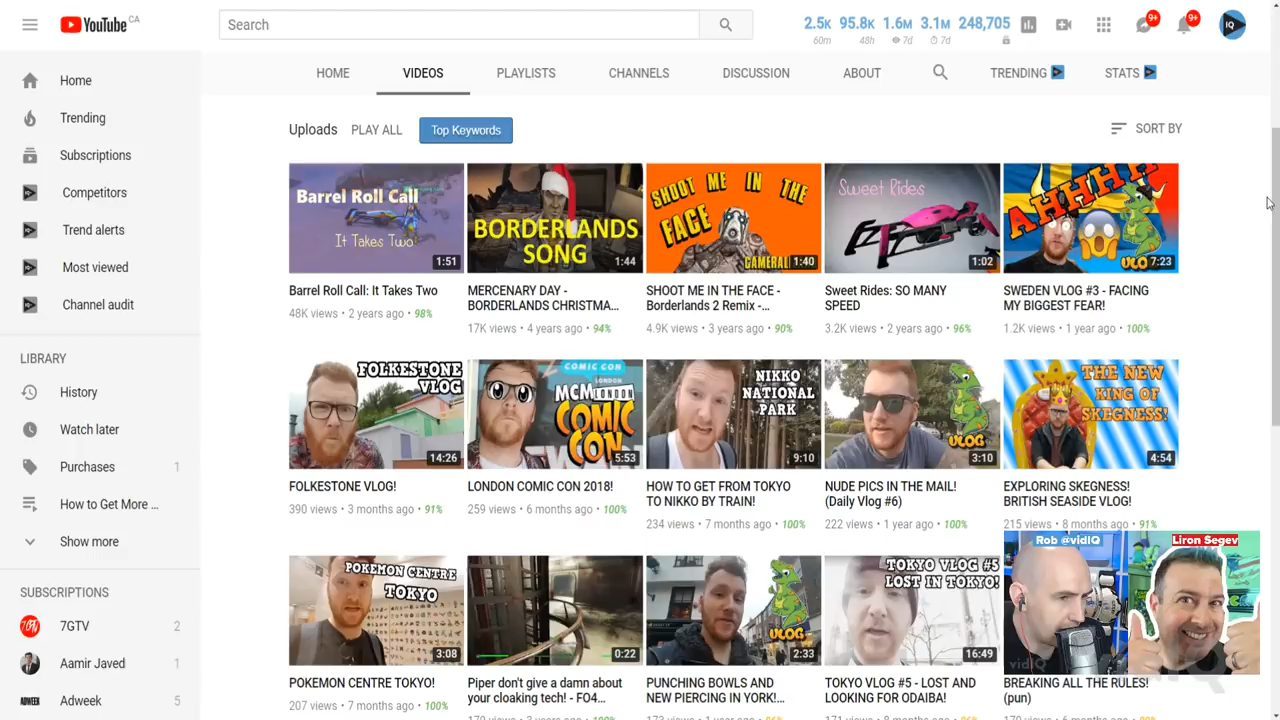 YouTube CA
Search
2.5K 95.8K 1.6M 3.1M 248,705
60m 48h 7d 7d
9+ 9+
IQ
HOME VIDEOS PLAYLISTS CHANNELS DISCUSSION ABOUT TRENDING STATS
Home
Trending
Subscriptions
Competitors
Trend alerts
Most viewed
Channel audit
LIBRARY
History
Watch later
Purchases 1
How to Get More ...
Show more
SUBSCRIPTIONS
7GTV 2
Aamir Javed 1
Adweek 5
Uploads PLAY ALL Top Keywords SORT BY
Barrel Roll Call
It Takes Two
1:51
Barrel Roll Call: It Takes Two
48K views • 2 years ago • 98%
BORDERLANDS
SONG
1:44
MERCENARY DAY -
BORDERLANDS CHRISTMA...
17K views • 4 years ago • 94%
SHOOT ME IN THE
FACE
1:40
SHOOT ME IN THE FACE -
Borderlands 2 Remix -...
4.9K views • 3 years ago • 90%
Sweet Rides
1:02
Sweet Rides: SO MANY
SPEED
3.2K views • 2 years ago • 96%
AHHHH
7:23
SWEDEN VLOG #3 - FACING
MY BIGGEST FEAR!
1.2K views • 1 year ago • 100%
FOLKESTONE
VLOG
14:26
FOLKESTONE VLOG!
390 views • 3 months ago • 91%
COMIC CON
LONDON
MCM LONDON
COMIC
CON
5:53
LONDON COMIC CON 2018!
259 views • 6 months ago • 100%
NIKKO
NATIONAL
PARK
9:10
HOW TO GET FROM TOKYO
TO NIKKO BY TRAIN!
234 views • 7 months ago • 100%
VLOG
3:10
NUDE PICS IN THE MAIL!
(Daily Vlog #6)
222 views • 1 year ago • 100%
THE NEW
KING OF
SKEGNESS!
4:54
EXPLORING SKEGNESS!
BRITISH SEASIDE VLOG!
215 views • 8 months ago • 91%
POKEMON CENTRE
TOKYO
3:08
POKEMON CENTRE TOKYO!
207 views • 7 months ago • 100%
0:22
Piper don't give a damn about
your cloaking tech! - FO4...
VLOG
2:33
PUNCHING BOWLS AND
NEW PIERCING IN YORK!...
TOKYO VLOG #5
LOST IN TOKYO!
16:49
TOKYO VLOG #5 - LOST AND
LOOKING FOR ODAIBA!
Rob @vidIQ
Liron Segev
vidIQ
BREAKING ALL THE RULES!
(pun)